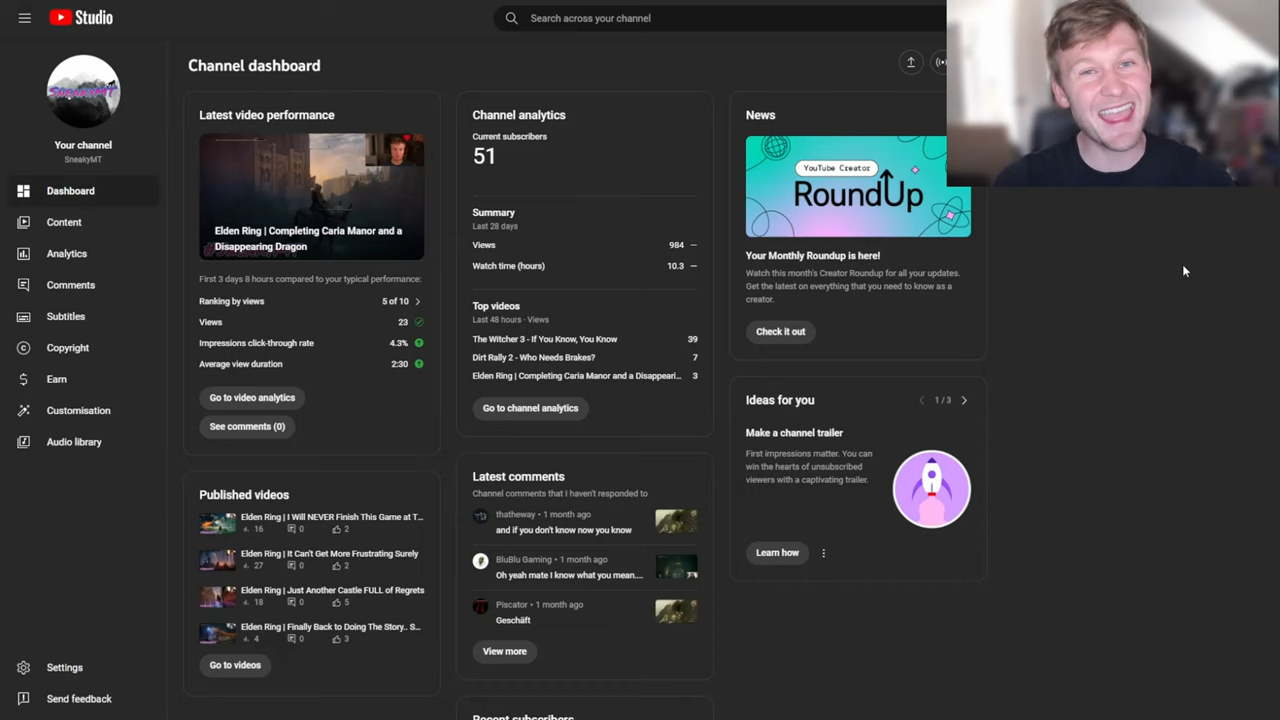 Studio
Search across your channel
Channel dashboard
SneakyMT
Your channel
SneakyMT
Dashboard
Content
Analytics
Comments
Subtitles
Copyright
Earn
Customisation
Audio library
Settings
Send feedback
Latest video performance
Elden Ring | Completing Caria Manor and a
Disappearing Dragon
First 3 days 8 hours compared to your typical performance:
Ranking by views 5 of 10
Views 23
Impressions click-through rate 4.3%
Average view duration 2:30
Go to video analytics
See comments (0)
Published videos
Elden Ring | I Will NEVER Finish This Game at T...
16 0 2
Elden Ring | It Can't Get More Frustrating Surely
27 0 2
Elden Ring | Just Another Castle FULL of Regrets
18 0 5
Elden Ring | Finally Back to Doing The Story.. S...
4 0 3
Go to videos
Channel analytics
Current subscribers
51
Summary
Last 28 days
Views 984 —
Watch time (hours) 10.3 —
Top videos
Last 48 hours · Views
The Witcher 3 - If You Know, You Know 39
Dirt Rally 2 - Who Needs Brakes? 7
Elden Ring | Completing Caria Manor and a Disappeari... 3
Go to channel analytics
Latest comments
Channel comments that I haven't responded to
thatheway • 1 month ago
and if you don't know now you know
BluBlu Gaming • 1 month ago
Oh yeah mate I know what you mean....
Piscator • 1 month ago
Geschäft
View more
Recent subscribers
News
YouTube Creator
RoundUp
Your Monthly Roundup is here!
Watch this month's Creator Roundup for all your updates.
Get the latest on everything that you need to know as a
creator.
Check it out
Ideas for you
1 / 3
Make a channel trailer
First impressions matter. You can
win the hearts of unsubscribed
viewers with a captivating trailer.
Learn how